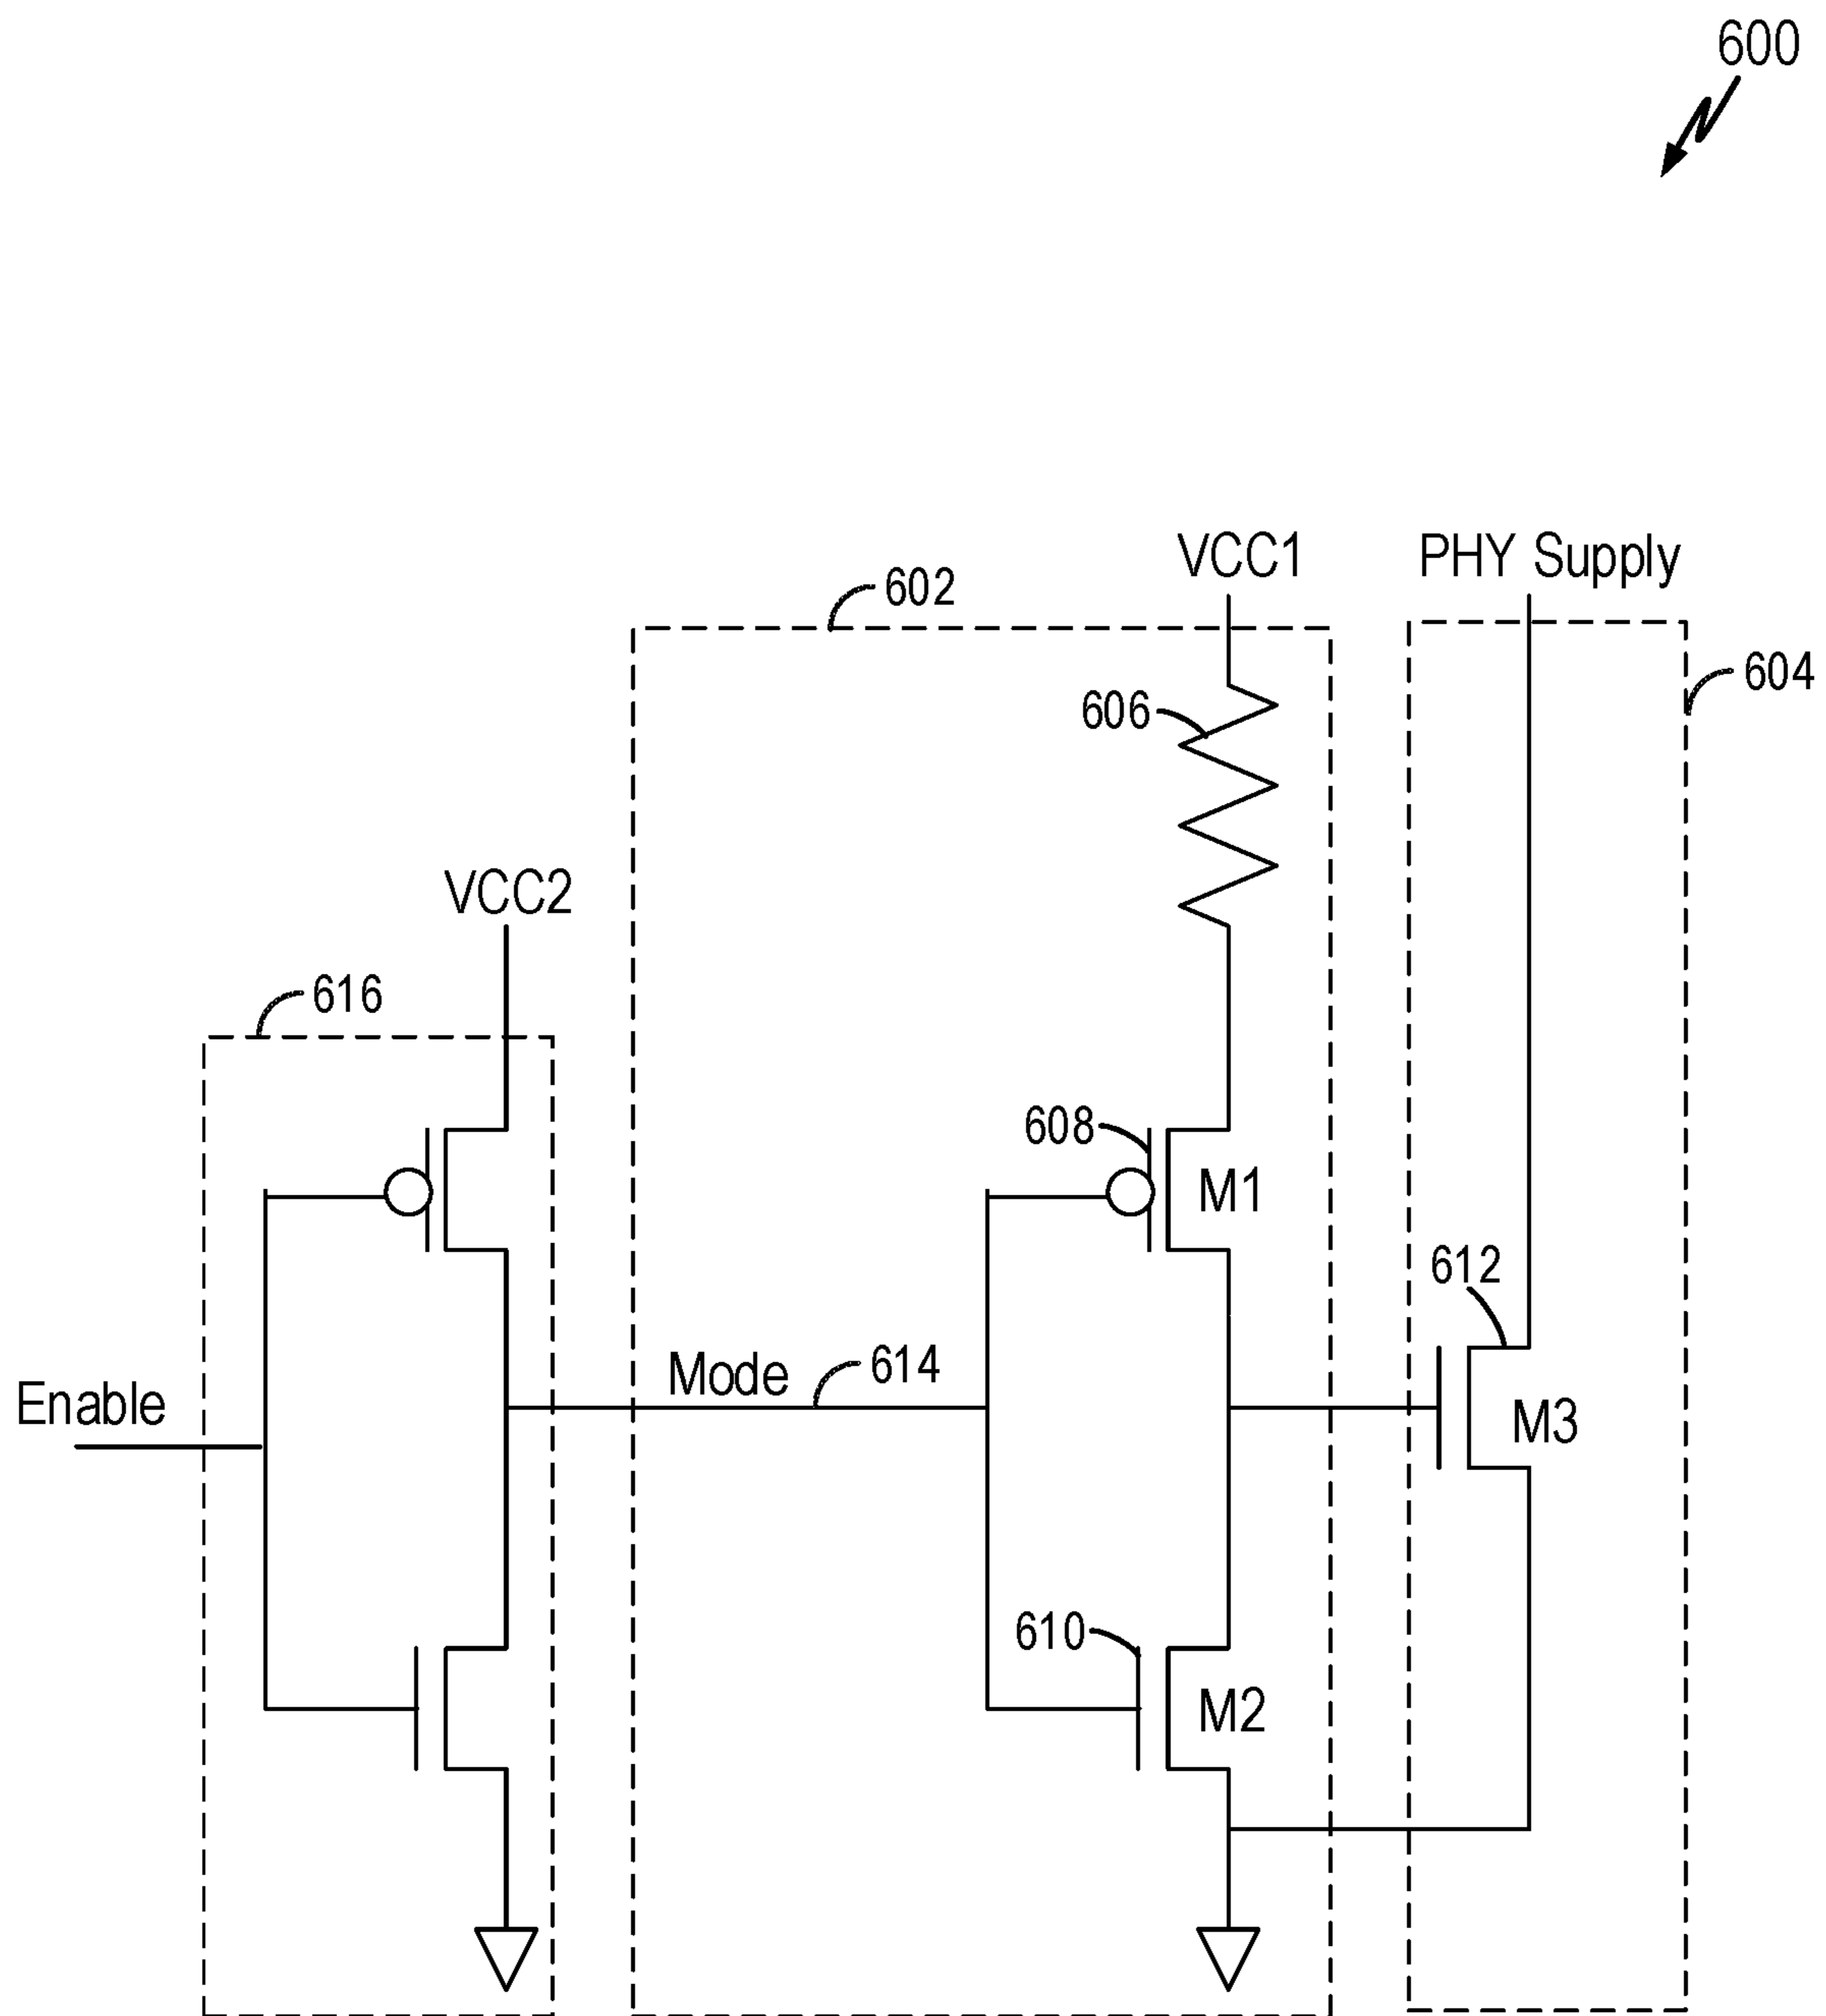 600
VCC1
PHY Supply
602
604
606
VCC2
616
608
M1
612
Mode
614
Enable
M3
610
M2